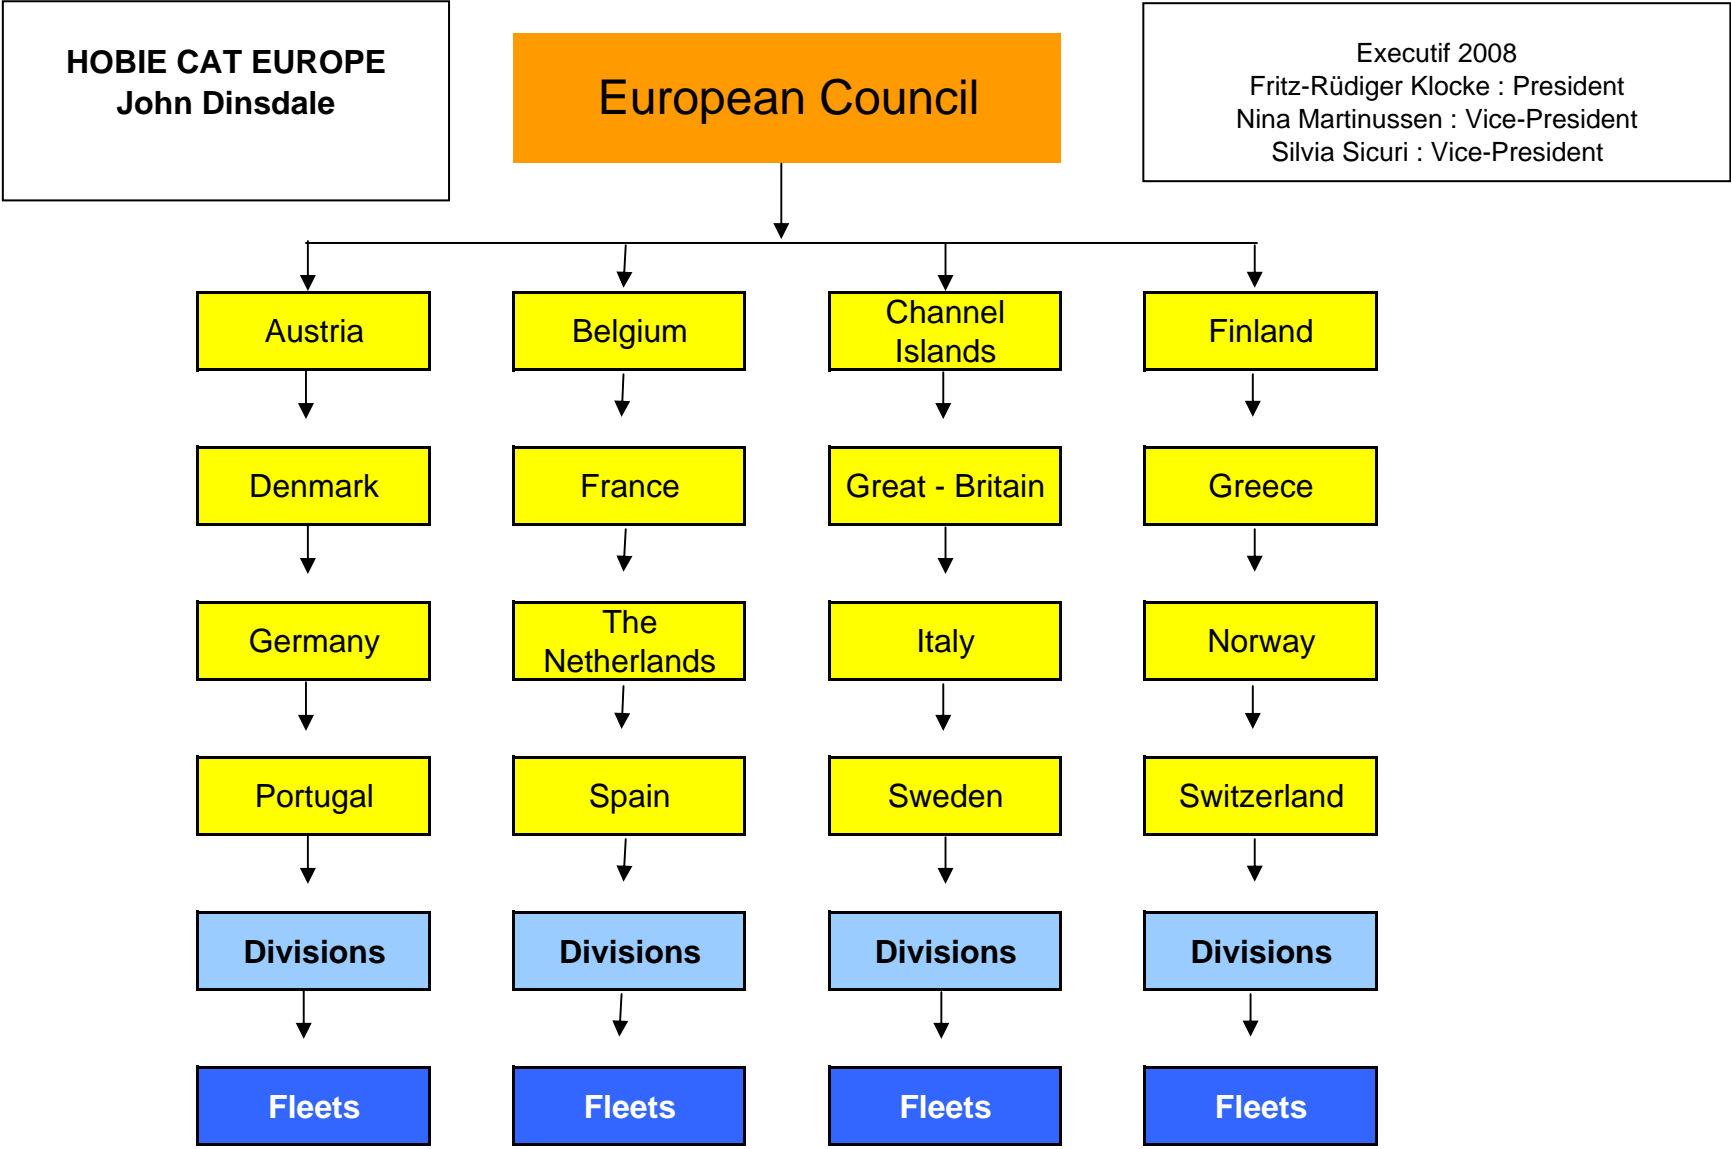 HOBIE CAT EUROPE
John Dinsdale
European Council
Executif 2008
Fritz-Rüdiger Klocke : President
Nina Martinussen : Vice-President
Silvia Sicuri : Vice-President
Austria
Belgium
Channel
Islands
Finland
Denmark
France
Great - Britain
Greece
Germany
The
Netherlands
Italy
Norway
Portugal
Spain
Sweden
Switzerland
Divisions
Divisions
Divisions
Divisions
Fleets
Fleets
Fleets
Fleets